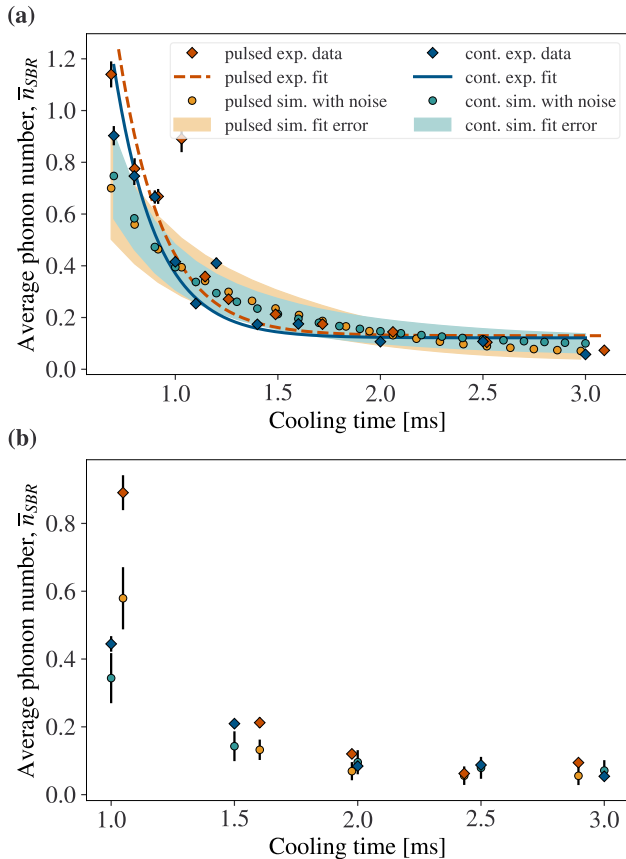 (a)
pulsed exp. data
pulsed exp. fit
pulsed sim. with noise
pulsed sim. fit error
cont. exp. data
cont. exp. fit
cont. sim. with noise
cont. sim. fit error
Average phonon number, n̅SBR
1.2
1.0
0.8
0.6
0.4
0.2
0.0
1.0 1.5 2.0 2.5 3.0
Cooling time [ms]
(b)
Average phonon number, n̅SBR
0.8
0.6
0.4
0.2
0.0
1.0 1.5 2.0 2.5 3.0
Cooling time [ms]